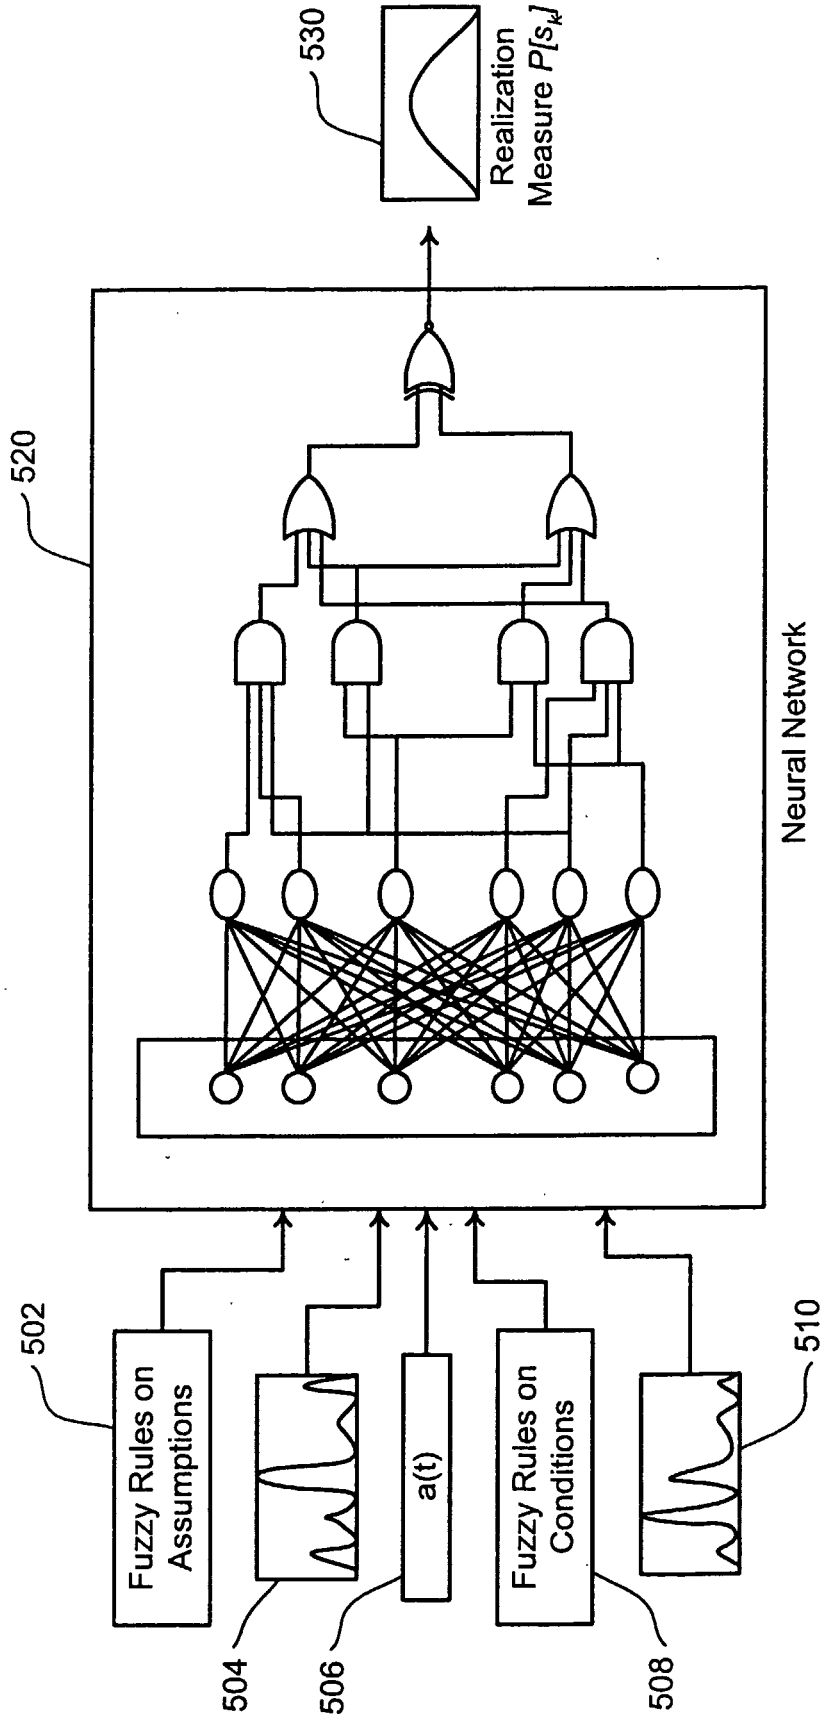 502
Fuzzy Rules on
Assumptions
504
506
a(t)
508
Fuzzy Rules on
Conditions
510
520
Neural Network
530
Realization
Measure P[s_k]